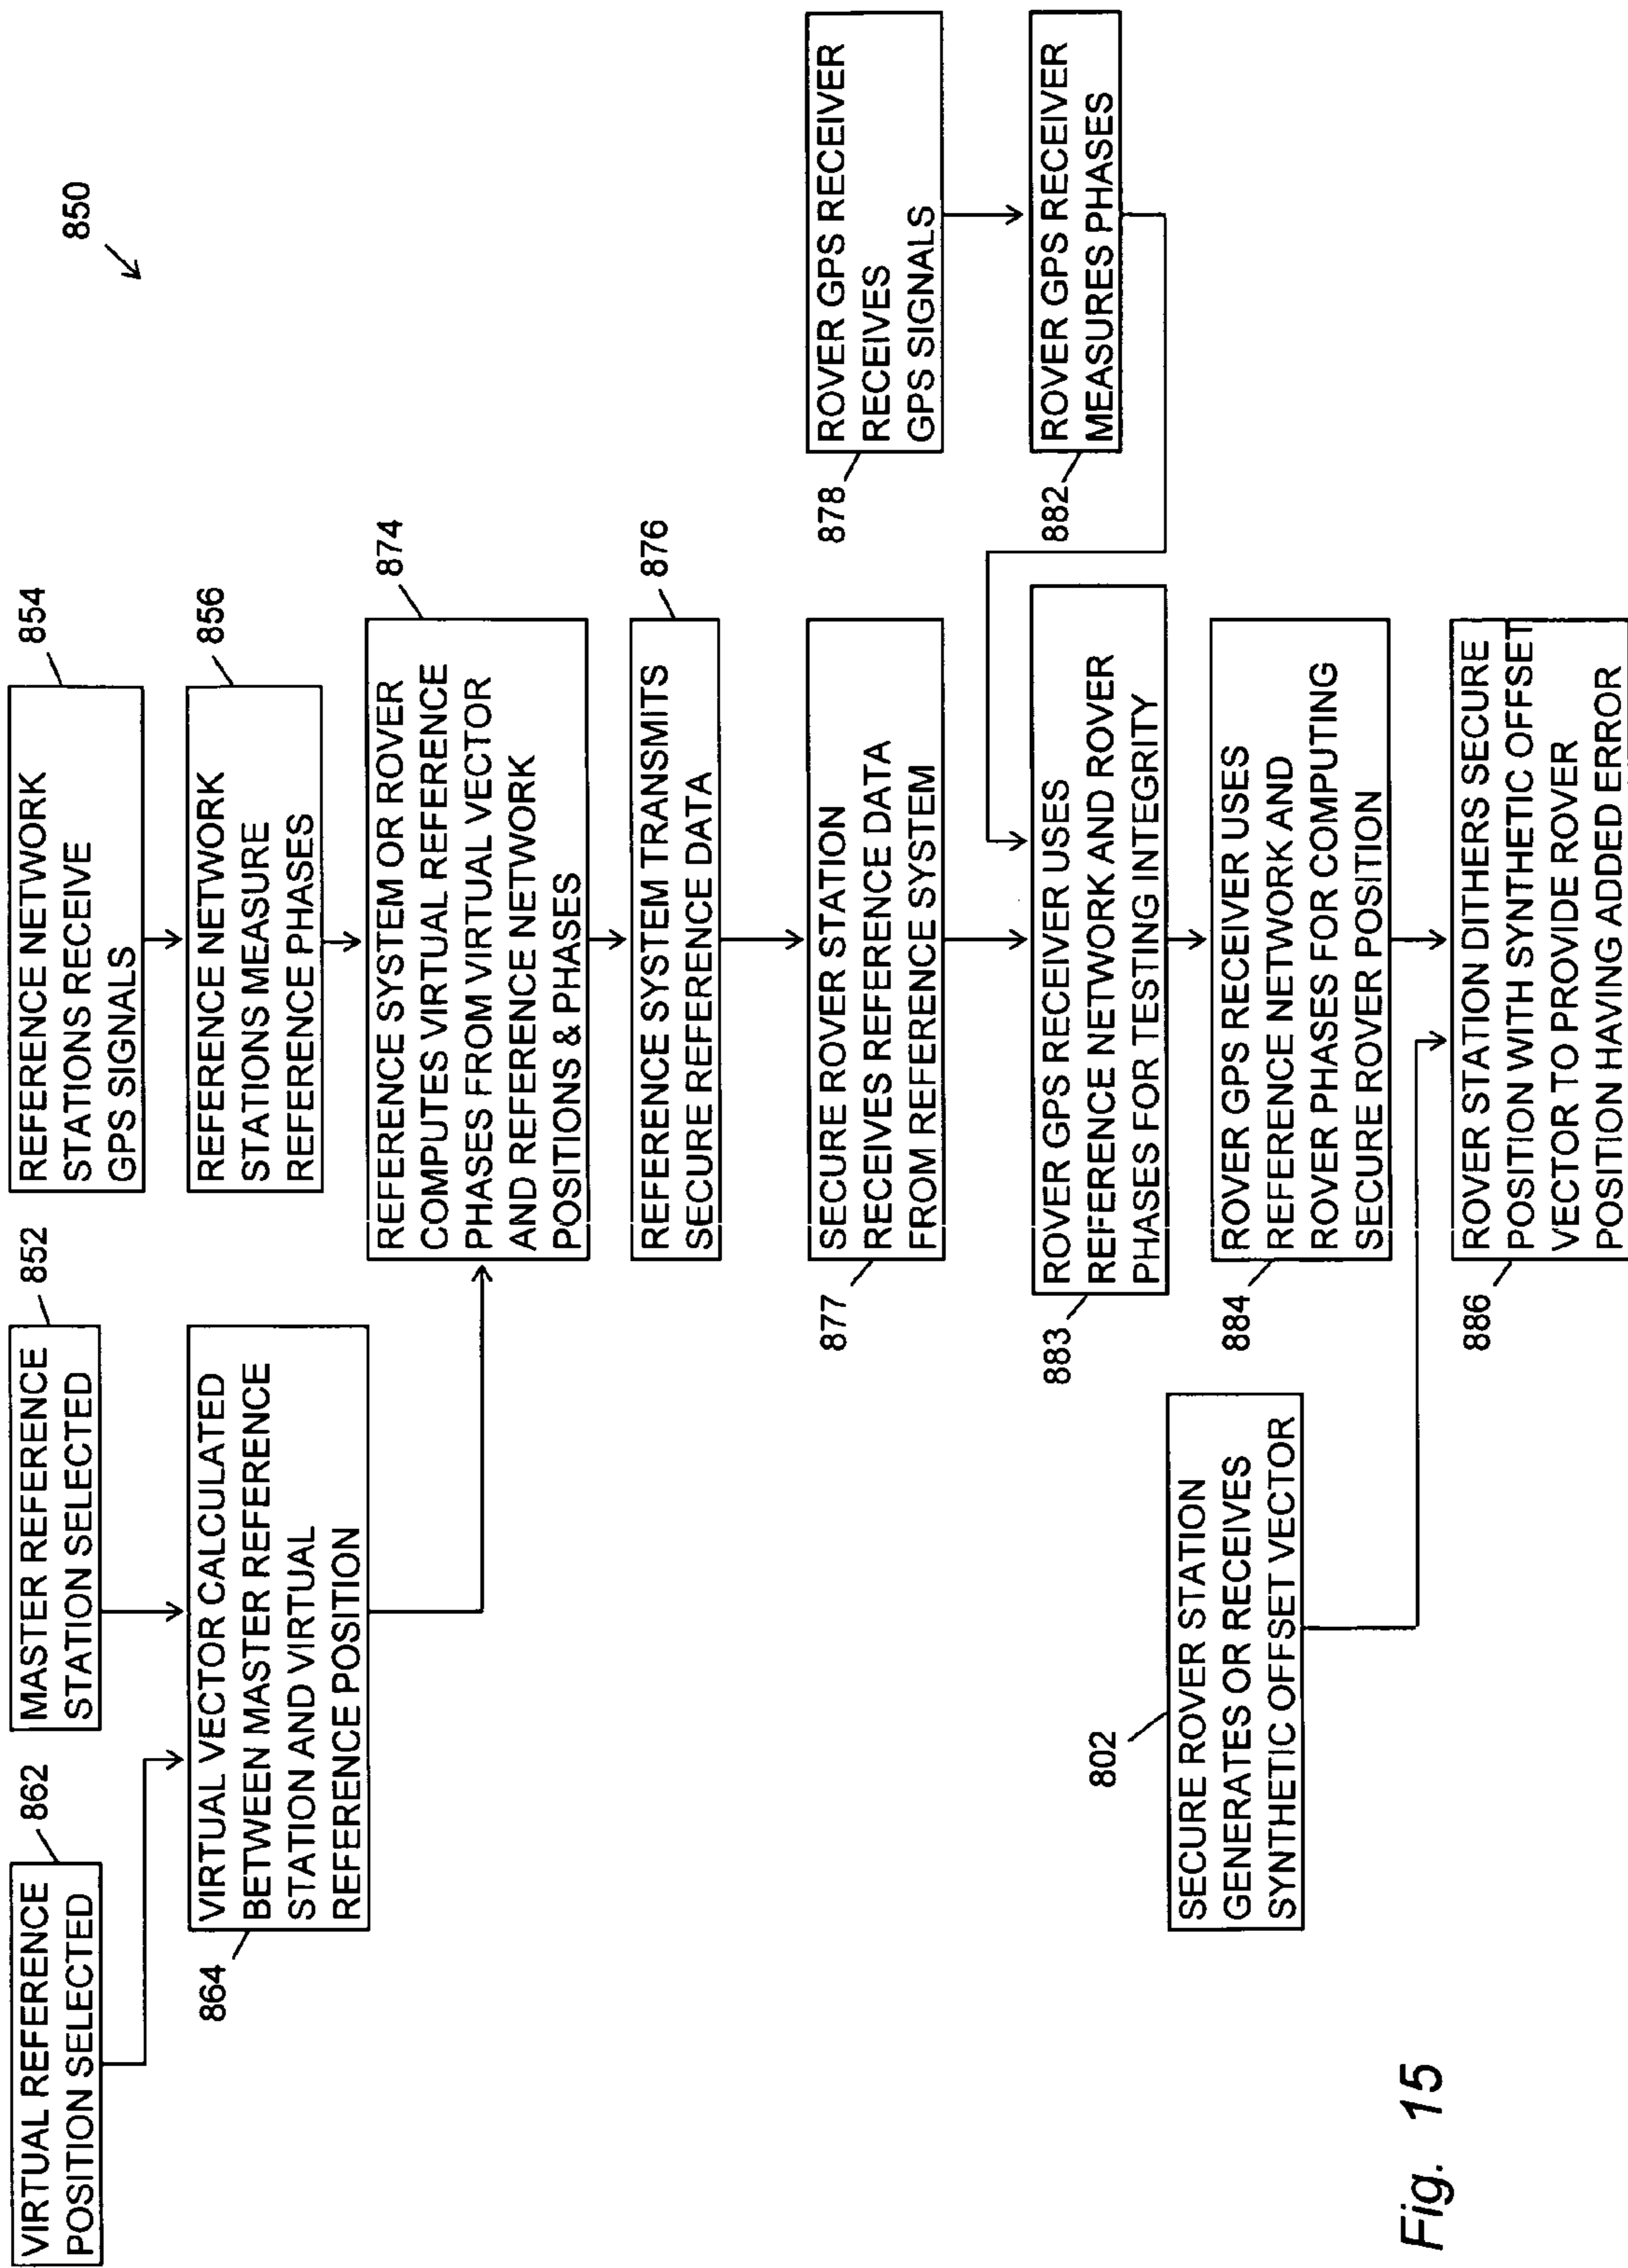 850
862
VIRTUAL REFERENCE
POSITION SELECTED
852
MASTER REFERENCE
STATION SELECTED
854
REFERENCE NETWORK
STATIONS RECEIVE
GPS SIGNALS
864
VIRTUAL VECTOR CALCULATED
BETWEEN MASTER REFERENCE
STATION AND VIRTUAL
REFERENCE POSITION
856
REFERENCE NETWORK
STATIONS MEASURE
REFERENCE PHASES
874
REFERENCE SYSTEM OR ROVER
COMPUTES VIRTUAL REFERENCE
PHASES FROM VIRTUAL VECTOR
AND REFERENCE NETWORK
POSITIONS & PHASES
876
REFERENCE SYSTEM TRANSMITS
SECURE REFERENCE DATA
877
SECURE ROVER STATION
RECEIVES REFERENCE DATA
FROM REFERENCE SYSTEM
878
ROVER GPS RECEIVER
RECEIVES
GPS SIGNALS
882
ROVER GPS RECEIVER
MEASURES PHASES
883
ROVER GPS RECEIVER USES
REFERENCE NETWORK AND ROVER
PHASES FOR TESTING INTEGRITY
802
SECURE ROVER STATION
GENERATES OR RECEIVES
SYNTHETIC OFFSET VECTOR
884
ROVER GPS RECEIVER USES
REFERENCE NETWORK AND
ROVER PHASES FOR COMPUTING
SECURE ROVER POSITION
886
ROVER STATION DITHERS SECURE
POSITION WITH SYNTHETIC OFFSET
VECTOR TO PROVIDE ROVER
POSITION HAVING ADDED ERROR
Fig. 15